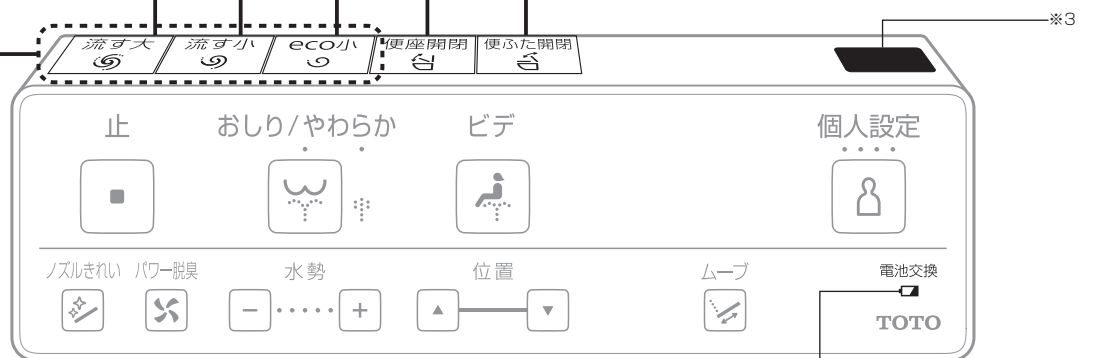 ※3
流す大 流す小 eco小 便座開閉 便ふた開閉
止 おしり/やわらか ビデ 個人設定
ノズルきれい パワー脱臭 水勢 位置 ムーブ 電池交換
TOTO